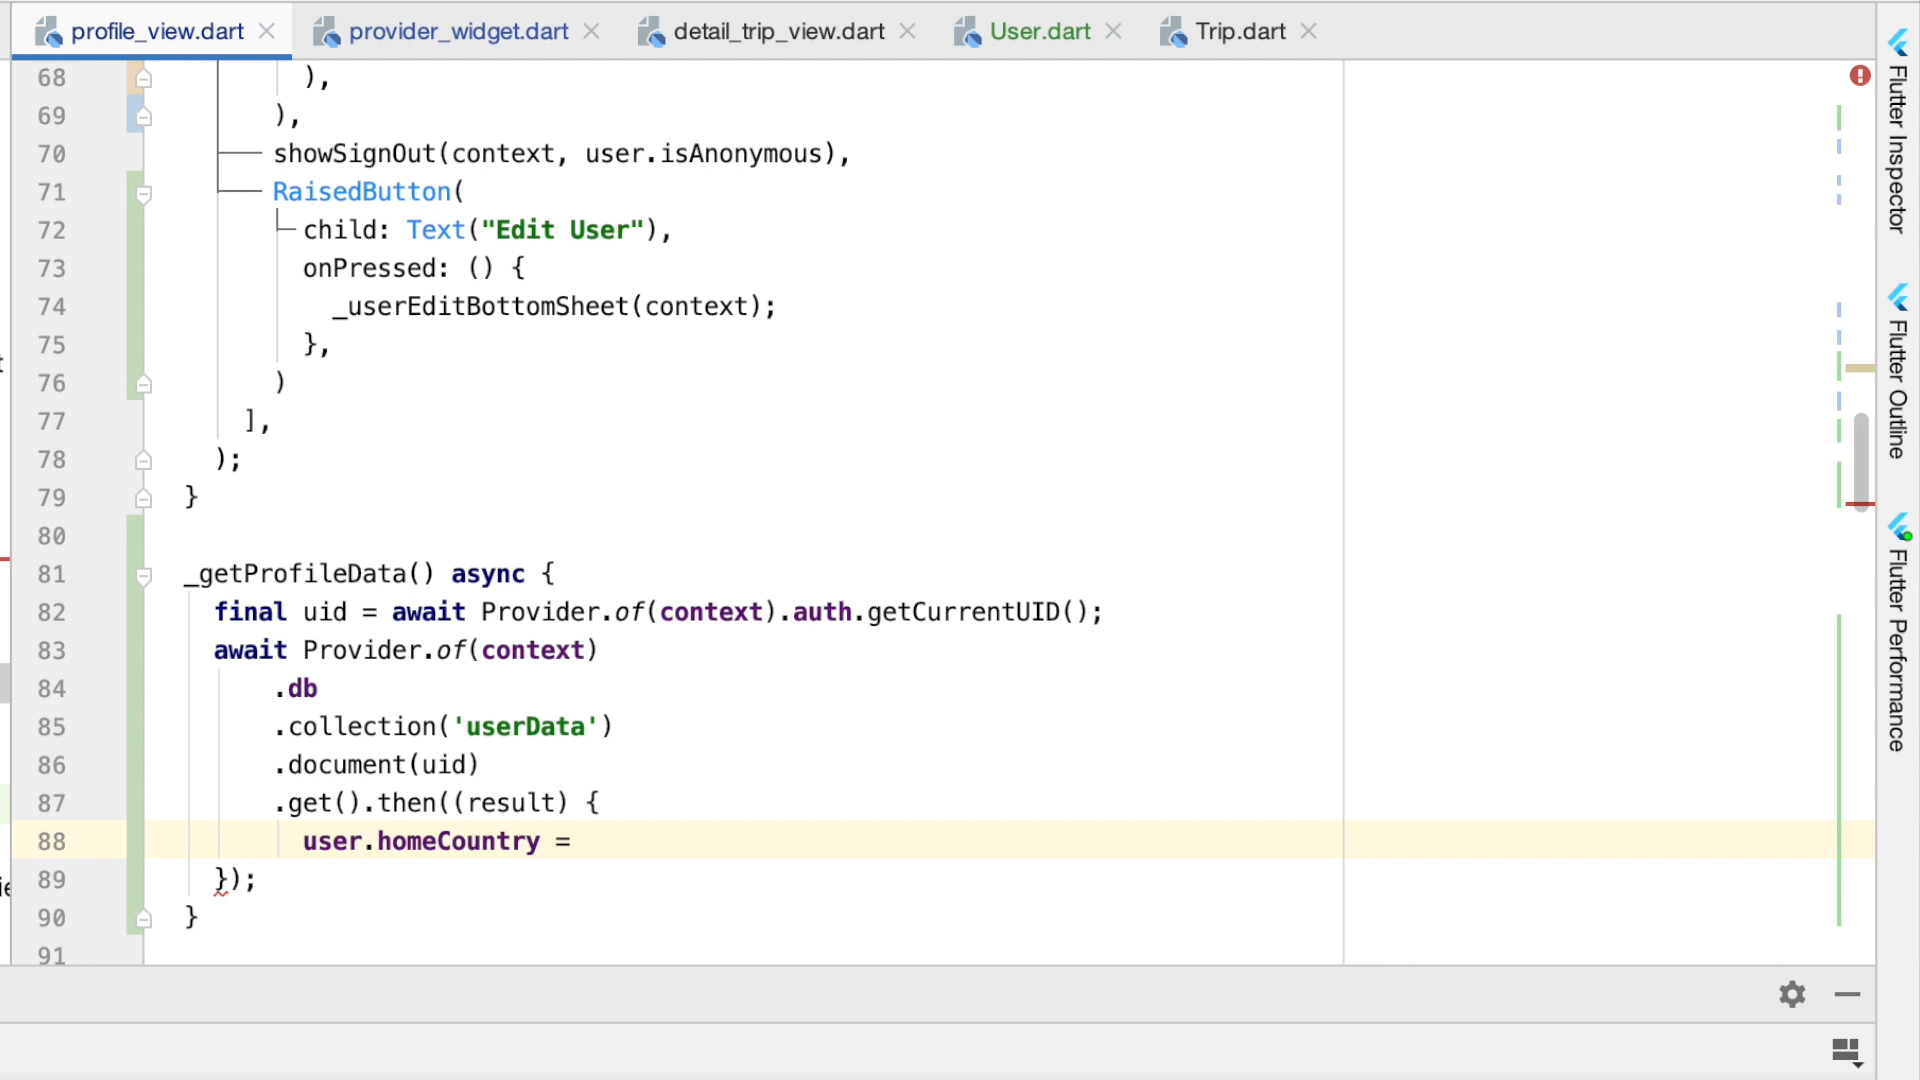 profile_view.dart provider_widget.dart detail_trip_view.dart User.dart Trip.dart
68 ),
69 ),
70 showSignOut(context, user.isAnonymous),
71 RaisedButton(
72 child: Text("Edit User"),
73 onPressed: () {
74 _userEditBottomSheet(context);
75 },
76 )
77 ],
78 );
79 }
80
81 _getProfileData() async {
82 final uid = await Provider.of(context).auth.getCurrentUID();
83 await Provider.of(context)
84 .db
85 .collection('userData')
86 .document(uid)
87 .get().then((result) {
88 user.homeCountry =
89 });
90 }
91
Flutter Inspector
Flutter Outline
Flutter Performance